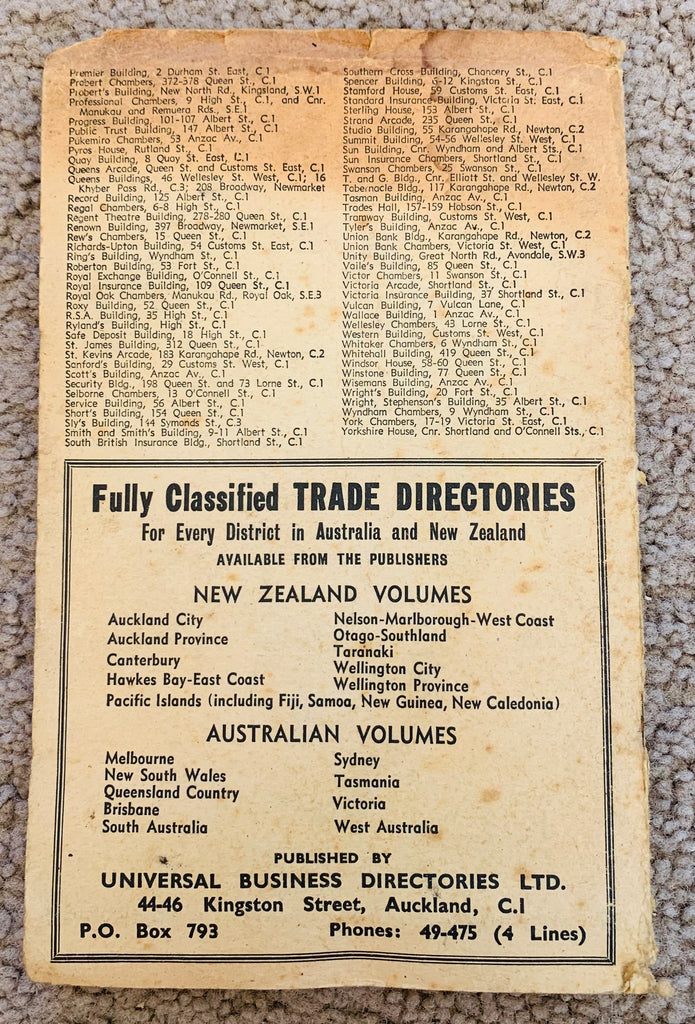 Premier Building, 2 Durham St. East, C.1
Probert Chambers, 372-378 Queen St., C.1
Probert's Building, New North Rd., Kingsland, S.W.1
Professional Chambers, 9 High St., C.1, and Cnr.
Manukau and Remuera Rds., S.E.1
Progress Building, 101-107 Albert St., C.1
Public Trust Building, 147 Albert St., C.1
Pukemiro Chambers, 53 Anzac Av., C.1
Pyros House, Rutland St., C.1
Quay Building, 8 Quay St. East, C.1
Queens Arcade, Queen St. and Customs St. East, C.1
Queens Buildings, 46 Wellesley St. West, C.1; 16
Khyber Pass Rd., C.3; 208 Broadway, Newmarket
Record Building, 125 Albert St., C.1
Regal Chambers, 6-8 High St., C.1
Regent Theatre Building, 278-280 Queen St., C.1
Renown Building, 397 Broadway, Newmarket, S.E.1
Rew's Chambers, 15 Queen St., C.1
Richards-Upton Building, 54 Customs St. East, C.1
Ring's Building, Wyndham St., C.1
Roberton Building, 53 Fort St., C.1
Royal Exchange Building, O'Connell St., C.1
Royal Insurance Building, 109 Queen St., C.1
Royal Oak Chambers, Manukau Rd., Royal Oak, S.E.3
Roxy Building, 52 Queen St., C.1
R.S.A. Building, 35 High St., C.1
Ryland's Building, High St., C.1
Safe Deposit Building, 18 High St., C.1
St. James Building, 312 Queen St., C.1
St. Kevins Arcade, 183 Karangahape Rd., Newton, C.2
Sanford's Building, 29 Customs St. West, C.1
Scott's Building, Anzac Av., C.1
Security Bldg., 198 Queen St. and 73 Lorne St., C.1
Selborne Chambers, 13 O'Connell St., C.1
Service Building, 56 Albert St., C.1
Short's Building, 154 Queen St., C.1
Sly's Building, 144 Symonds St., C.3
Smith and Smith's Building, 9-11 Albert St., C.1
South British Insurance Bldg., Shortland St., C.1
Southern Cross Building, Chancery St., C.1
Spencer Building, 6-12 Kingston St., C.1
Stamford House, 59 Customs St. East, C.1
Standard Insurance Building, Victoria St. East, C.1
Sterling House, 153 Albert St., C.1
Strand Arcade, 235 Queen St., C.1
Studio Building, 55 Karangahape Rd., Newton, C.2
Summit Building, 54-56 Wellesley St. West, C.1
Sun Building, Cnr. Wyndham and Albert Sts., C.1
Sun Insurance Chambers, Shortland St., C.1
Swanson Chambers, 25 Swanson St., C.1
T. and G. Bldg., Cnr. Elliott St. and Wellesley St. W.
Tabernacle Bldg., 117 Karangahape Rd., Newton, C.2
Tasman Building, Anzac Av., C.1
Trades Hall, 157-159 Hobson St., C.1
Tramway Building, Customs St. West, C.1
Tyler's Building, Anzac Av., C.1
Union Bank Bldg., Karangahape Rd., Newton, C.2
Union Bank Chambers, Victoria St. West, C.1
Unity Building, Great North Rd., Avondale, S.W.3
Vaile's Building, 85 Queen St., C.1
Victor Chambers, 11 Swanson St., C.1
Victoria Arcade, Shortland St., C.1
Victoria Insurance Building, 37 Shortland St., C.1
Vulcan Building, 7 Vulcan Lane, C.1
Wallace Building, 1 Anzac Av., C.1
Wellesley Chambers, 43 Lorne St., C.1
Western Building, Customs St. West, C.1
Whitaker Chambers, 6 Wyndham St., C.1
Whitehall Building, 419 Queen St., C.1
Windsor House, 58-60 Queen St., C.1
Winstone Building, 77 Queen St., C.1
Wisemans Building, Anzac Av., C.1
Wright's Building, 20 Fort St., C.1
Wright, Stephenson's Building, 35 Albert St., C.1
Wyndham Chambers, 9 Wyndham St., C.1
York Chambers, 17-19 Victoria St. East, C.1
Yorkshire House, Cnr. Shortland and O'Connell Sts., C.1
Fully Classified TRADE DIRECTORIES
For Every District in Australia and New Zealand
AVAILABLE FROM THE PUBLISHERS
NEW ZEALAND VOLUMES
Auckland City
Auckland Province
Canterbury
Hawkes Bay-East Coast
Nelson-Marlborough-West Coast
Otago-Southland
Taranaki
Wellington City
Wellington Province
Pacific Islands (including Fiji, Samoa, New Guinea, New Caledonia)
AUSTRALIAN VOLUMES
Melbourne
New South Wales
Queensland Country
Brisbane
South Australia
Sydney
Tasmania
Victoria
West Australia
PUBLISHED BY
UNIVERSAL BUSINESS DIRECTORIES LTD.
44-46 Kingston Street, Auckland, C.1
P.O. Box 793 Phones: 49-475 (4 Lines)